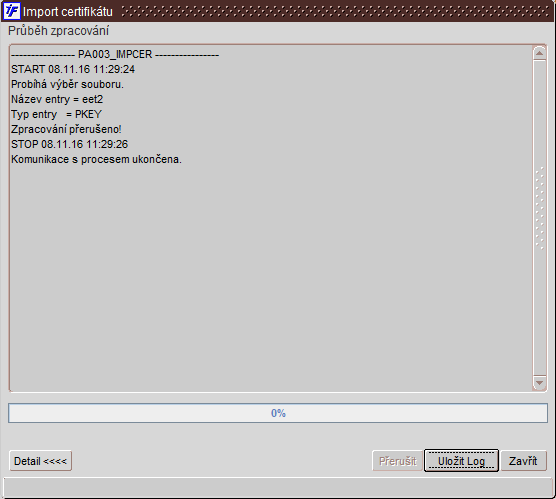 iF Import certifikátu
Průběh zpracování
---------------- PA003_IMPCER ----------------
START 08.11.16 11:29:24
Probíhá výběr souboru.
Název entry = eet2
Typ entry   = PKEY
Zpracování přerušeno!
STOP 08.11.16 11:29:26
Komunikace s procesem ukončena.
0%
Detail <<<< Přerušit Uložit Log Zavřít